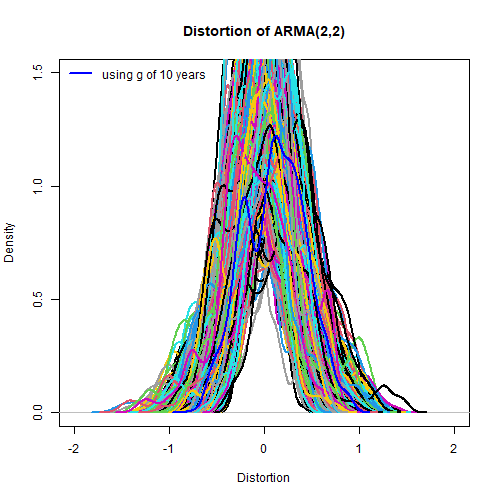 Distortion of ARMA(2,2)
using g of 10 years
Density
0.0
0.5
1.0
1.5
-2
-1
0
1
2
Distortion